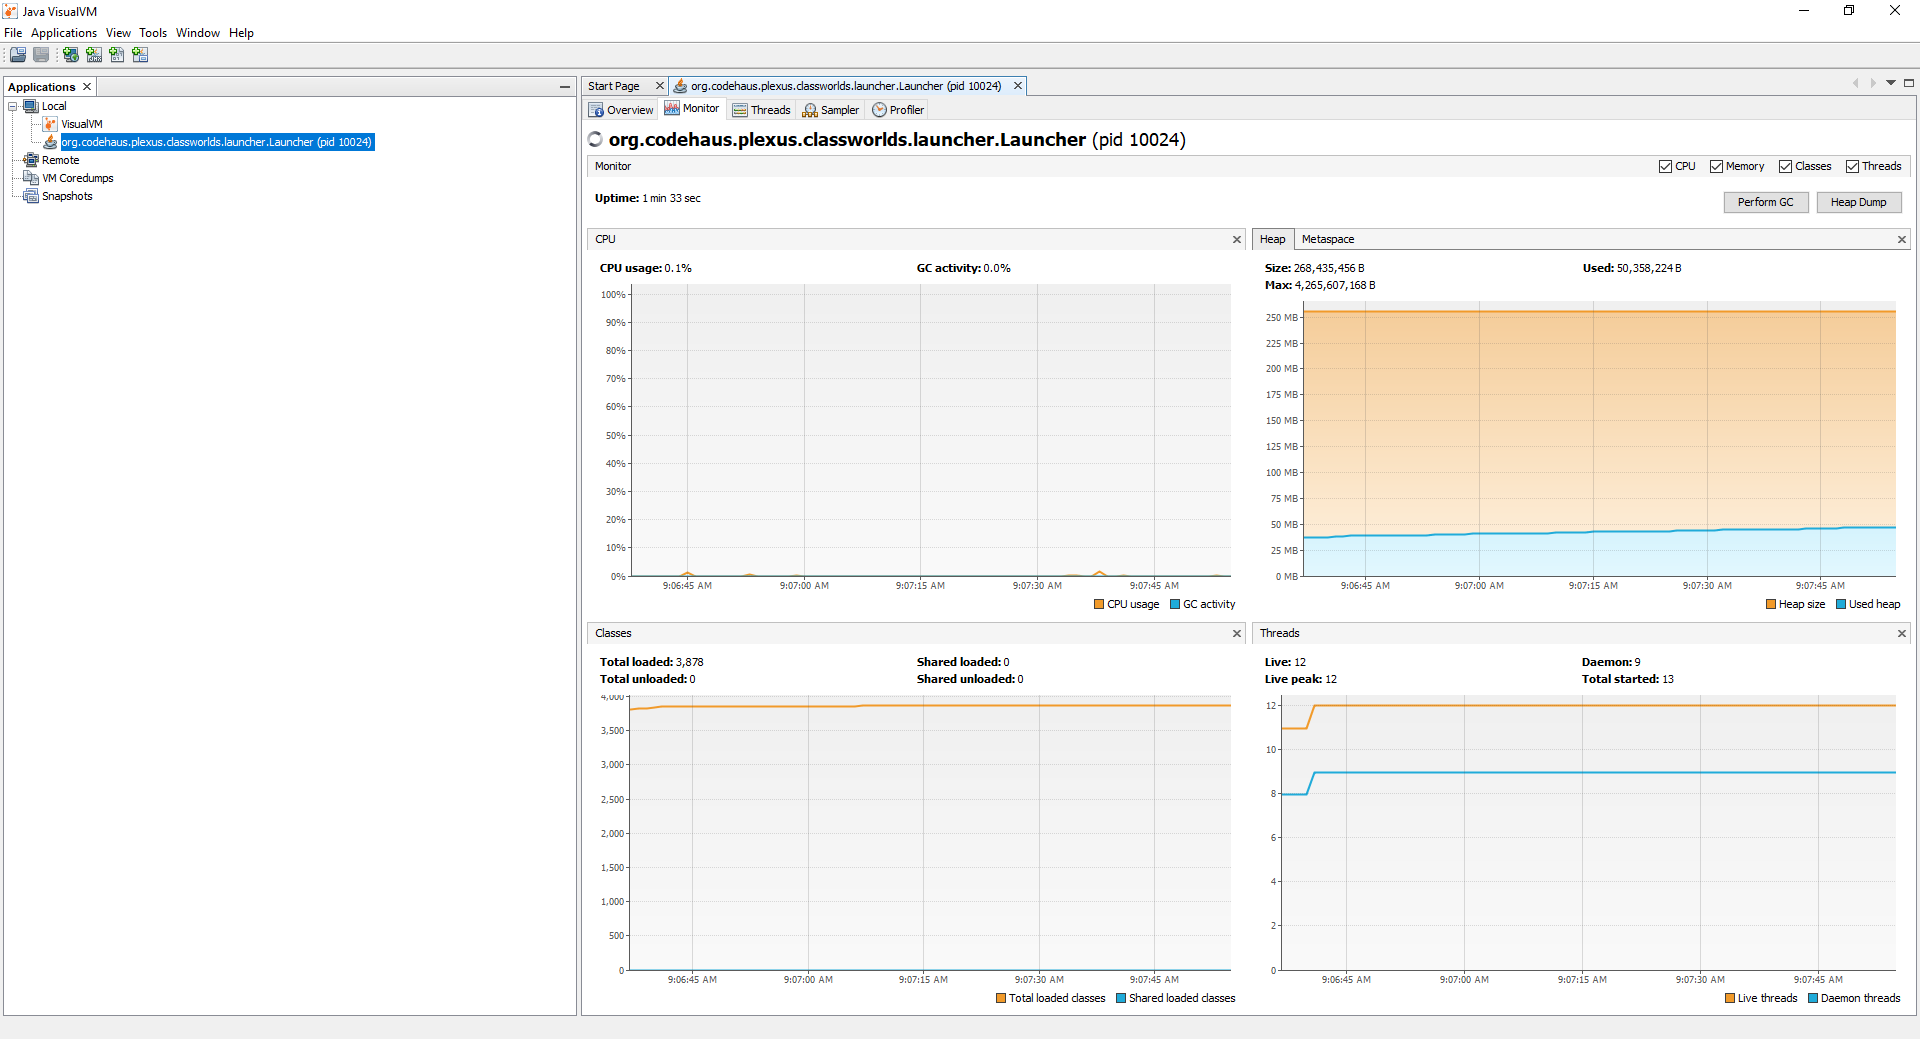 Java VisualVM
File Applications View Tools Window Help
Applications
Local
VisualVM
org.codehaus.plexus.classworlds.launcher.Launcher (pid 10024)
Remote
VM Coredumps
Snapshots
Start Page org.codehaus.plexus.classworlds.launcher.Launcher (pid 10024)
Overview Monitor Threads Sampler Profiler
org.codehaus.plexus.classworlds.launcher.Launcher (pid 10024)
Monitor CPU Memory Classes Threads
Uptime: 1 min 33 sec
Perform GC Heap Dump
CPU
CPU usage: 0.1% GC activity: 0.0%
100%
90%
80%
70%
60%
50%
40%
30%
20%
10%
0%
9:06:45 AM 9:07:00 AM 9:07:15 AM 9:07:30 AM 9:07:45 AM
CPU usage GC activity
Heap Metaspace
Size: 268,435,456 B Used: 50,358,224 B
Max: 4,265,607,168 B
250 MB
225 MB
200 MB
175 MB
150 MB
125 MB
100 MB
75 MB
50 MB
25 MB
0 MB
9:06:45 AM 9:07:00 AM 9:07:15 AM 9:07:30 AM 9:07:45 AM
Heap size Used heap
Classes
Total loaded: 3,878 Shared loaded: 0
Total unloaded: 0 Shared unloaded: 0
4,000
3,500
3,000
2,500
2,000
1,500
1,000
500
0
9:06:45 AM 9:07:00 AM 9:07:15 AM 9:07:30 AM 9:07:45 AM
Total loaded classes Shared loaded classes
Threads
Live: 12 Daemon: 9
Live peak: 12 Total started: 13
12
10
8
6
4
2
0
9:06:45 AM 9:07:00 AM 9:07:15 AM 9:07:30 AM 9:07:45 AM
Live threads Daemon threads